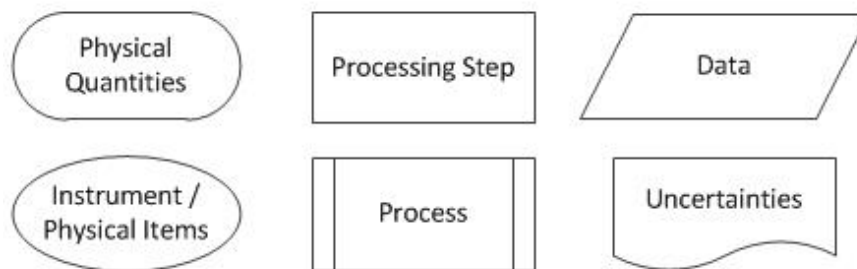 Physical
Quantities
Processing Step
Data
Instrument /
Physical Items
Process
Uncertainties